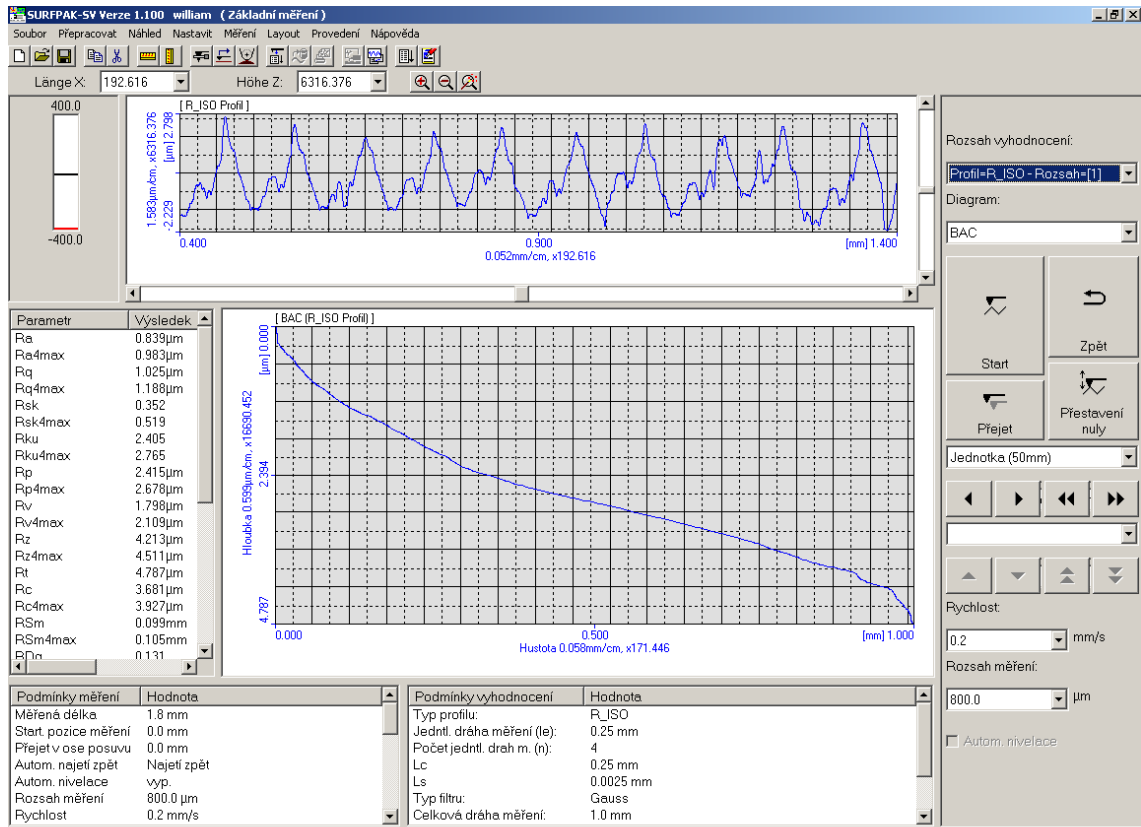 SURFPAK-SV Verze 1.100 william ( Základní měření )
Soubor Přepracovat Náhled Nastavit Měření Layout Provedení Nápověda
Länge X: 192.616 Höhe Z: 6316.376
400.0
-400.0
[ R_ISO Profil ]
1.583µm/cm, x6316.376
-2.229 [µm] 2.798
0.400 0.900 [mm] 1.400
0.052mm/cm, x192.616
Parametr Výsledek
Ra 0.839µm
Ra4max 0.983µm
Rq 1.025µm
Rq4max 1.188µm
Rsk 0.352
Rsk4max 0.519
Rku 2.405
Rku4max 2.765
Rp 2.415µm
Rp4max 2.678µm
Rv 1.798µm
Rv4max 2.109µm
Rz 4.213µm
Rz4max 4.511µm
Rt 4.787µm
Rc 3.681µm
Rc4max 3.927µm
RSm 0.099mm
RSm4max 0.105mm
RDq 0.131
[ BAC (R_ISO Profil) ]
Hloubka 0.599µm/cm, x16690.452
4.787 2.394 [µm] 0.000
0.000 0.500 [mm] 1.000
Hustota 0.058mm/cm, x171.446
Podmínky měření Hodnota
Měřená délka 1.8 mm
Start. pozice měření 0.0 mm
Přejet v ose posuvu 0.0 mm
Autom. najetí zpět Najetí zpět
Autom. nivelace vyp.
Rozsah měření 800.0 µm
Rychlost 0.2 mm/s
Podmínky vyhodnocení Hodnota
Typ profilu: R_ISO
Jedntl. dráha měření (le): 0.25 mm
Počet jedntl. drah m. (n): 4
Lc 0.25 mm
Ls 0.0025 mm
Typ filtru: Gauss
Celková dráha měření: 1.0 mm
Rozsah vyhodnocení:
Profil=R_ISO - Rozsah=[1]
Diagram:
BAC
Start
Zpět
Přejet
Přestavení
nuly
Jednotka (50mm)
Rychlost:
0.2 mm/s
Rozsah měření:
800.0 µm
Autom. nivelace